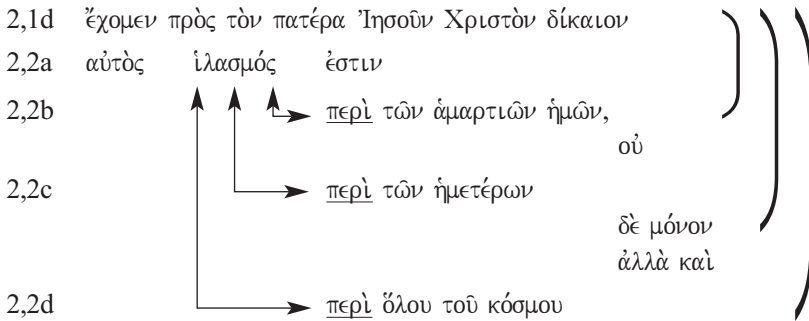 2,1d ἔχομεν πρὸς τὸν πατέρα Ἰησοῦν Χριστὸν δίκαιον
2,2a αὐτὸς ἱλασμός ἐστιν
2,2b περὶ τῶν ἁμαρτιῶν ἡμῶν,
οὐ
2,2c περὶ τῶν ἡμετέρων
δὲ μόνον
ἀλλὰ καὶ
2,2d περὶ ὅλου τοῦ κόσμου